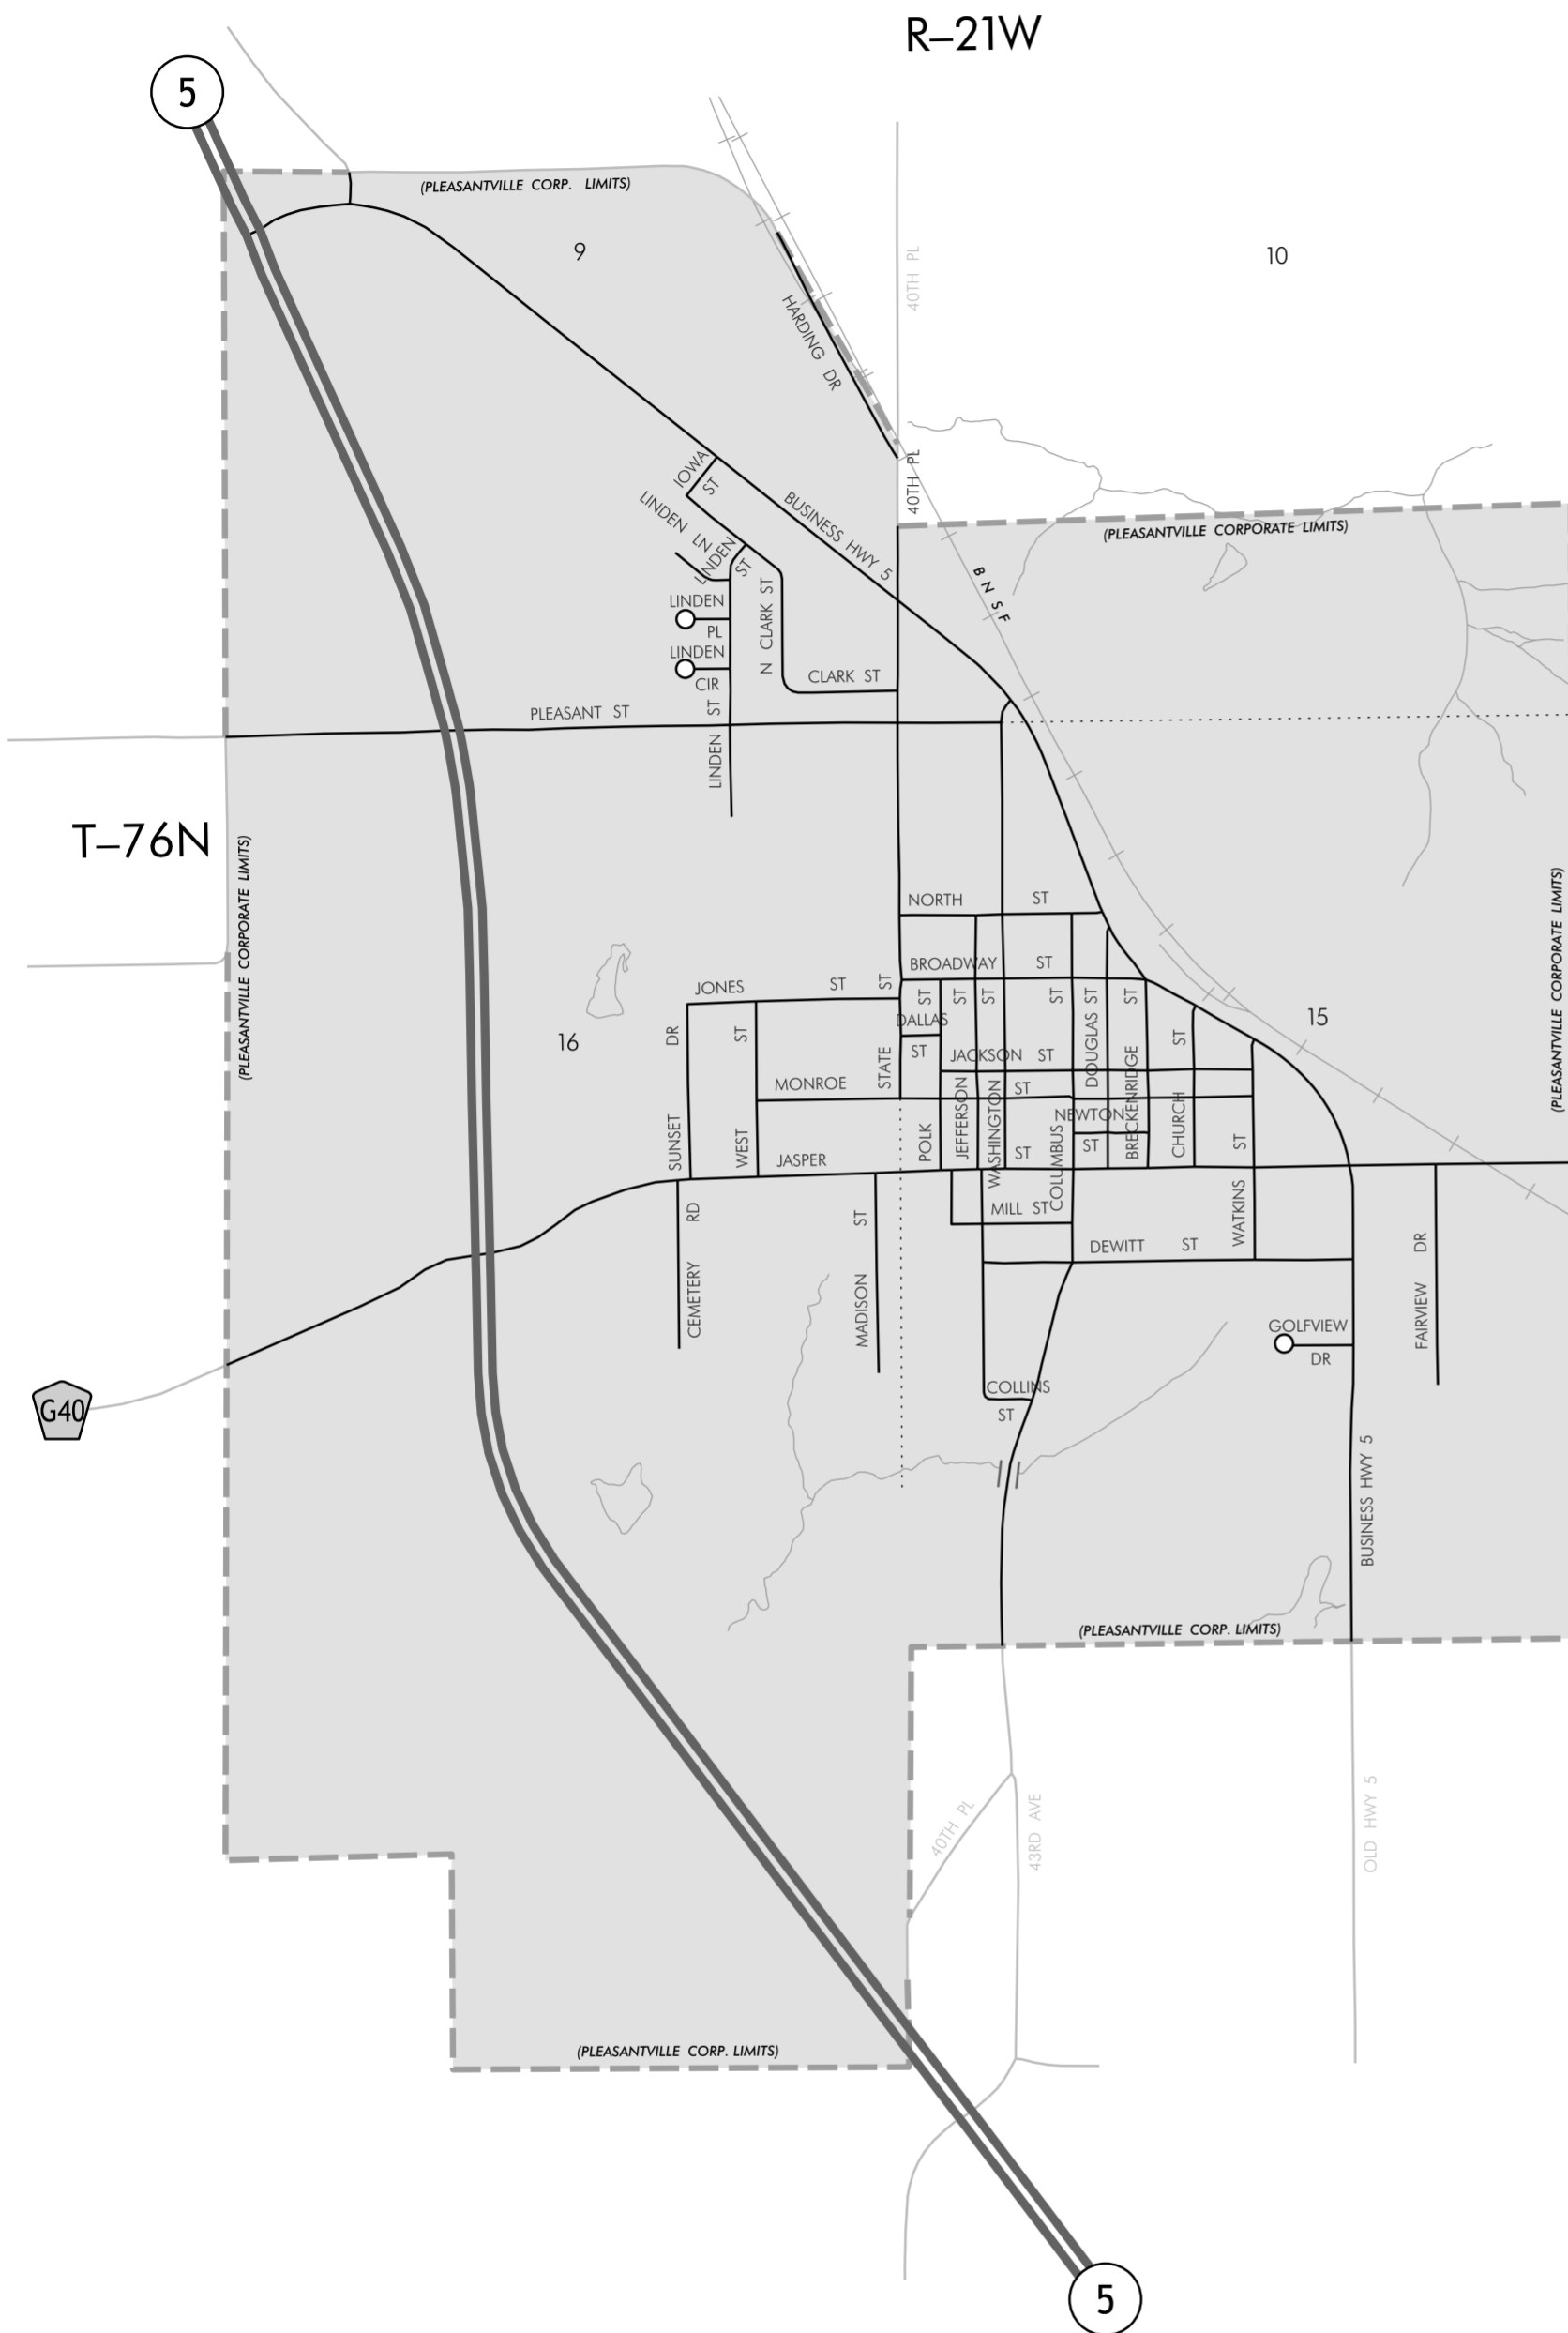 R–21W
5
(PLEASANTVILLE CORP. LIMITS)
9
10
40TH PL
HARDING DR
40TH PL
IOWA ST
LINDEN LN
LINDEN ST
BUSINESS HWY 5
(PLEASANTVILLE CORPORATE LIMITS)
BNSF
LINDEN PL
N CLARK ST
LINDEN CIR
CLARK ST
PLEASANT ST
LINDEN ST
T–76N
(PLEASANTVILLE CORPORATE LIMITS)
(PLEASANTVILLE CORPORATE LIMITS)
NORTH ST
BROADWAY ST
JONES ST
STATE ST
DALLAS ST
15
16
SUNSET DR
WEST ST
JACKSON ST
MONROE ST
POLK ST
JEFFERSON ST
WASHINGTON ST
COLUMBUS ST
DOUGLAS ST
BRECKENRIDGE ST
CHURCH ST
NEWTON ST
JASPER ST
WATKINS ST
MILL ST
DEWITT ST
CEMETERY RD
MADISON ST
FAIRVIEW DR
GOLFVIEW DR
COLLINS ST
G40
BUSINESS HWY 5
(PLEASANTVILLE CORP. LIMITS)
40TH PL
43RD AVE
OLD HWY 5
(PLEASANTVILLE CORP. LIMITS)
5